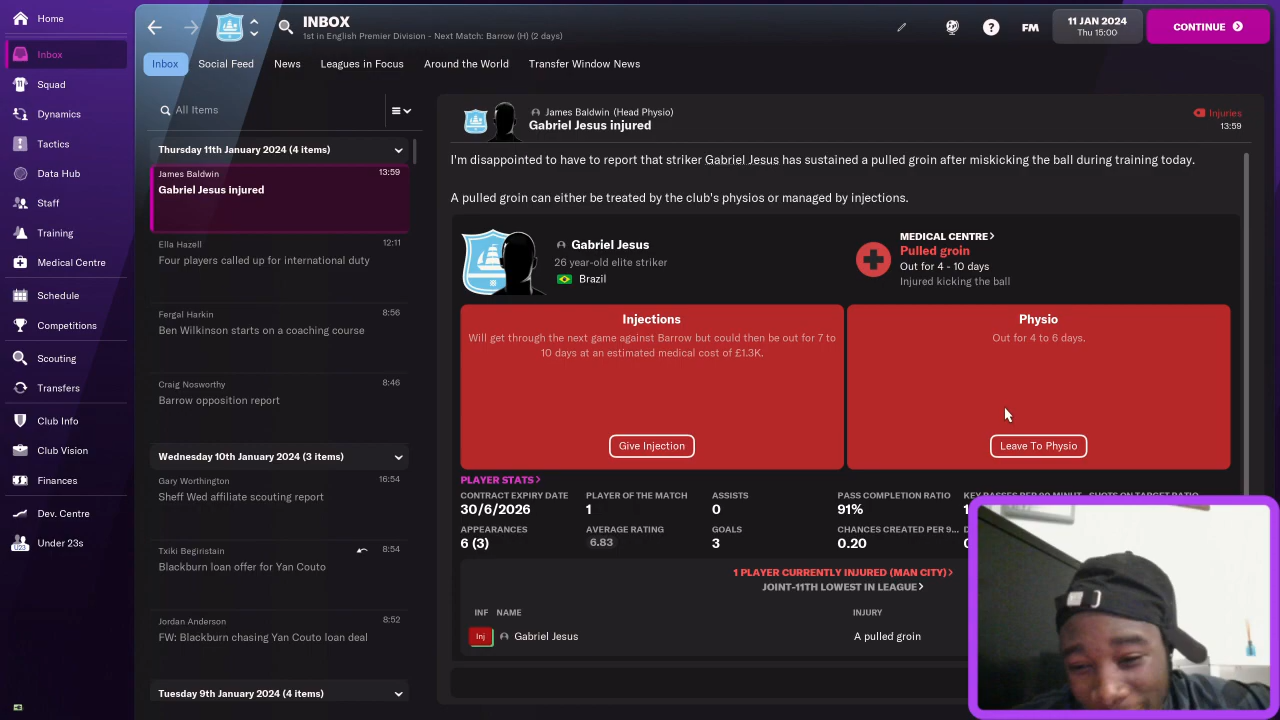 Home
Inbox
Squad
Dynamics
Tactics
Data Hub
Staff
Training
Medical Centre
Schedule
Competitions
Scouting
Transfers
Club Info
Club Vision
Finances
Dev. Centre
Under 23s
INBOX
1st in English Premier Division - Next Match: Barrow (H) (2 days)
FM
11 JAN 2024
Thu 15:00
CONTINUE
Inbox
Social Feed
News
Leagues in Focus
Around the World
Transfer Window News
All Items
Thursday 11th January 2024 (4 items)
James Baldwin 13:59
Gabriel Jesus injured
Ella Hazell 12:11
Four players called up for international duty
Fergal Harkin 8:56
Ben Wilkinson starts on a coaching course
Craig Nosworthy 8:46
Barrow opposition report
Wednesday 10th January 2024 (3 items)
Gary Worthington 16:54
Sheff Wed affiliate scouting report
Txiki Begiristain 8:54
Blackburn loan offer for Yan Couto
Jordan Anderson 8:52
FW: Blackburn chasing Yan Couto loan deal
Tuesday 9th January 2024 (4 items)
James Baldwin (Head Physio)
Gabriel Jesus injured
Injuries
13:59
I'm disappointed to have to report that striker Gabriel Jesus has sustained a pulled groin after miskicking the ball during training today.
A pulled groin can either be treated by the club's physios or managed by injections.
Gabriel Jesus
26 year-old elite striker
Brazil
MEDICAL CENTRE
Pulled groin
Out for 4 - 10 days
Injured kicking the ball
Injections
Will get through the next game against Barrow but could then be out for 7 to
10 days at an estimated medical cost of £1.3K.
Give Injection
Physio
Out for 4 to 6 days.
Leave To Physio
PLAYER STATS
CONTRACT EXPIRY DATE
30/6/2026
PLAYER OF THE MATCH
1
ASSISTS
0
PASS COMPLETION RATIO
91%
APPEARANCES
6 (3)
AVERAGE RATING
6.83
GOALS
3
CHANCES CREATED PER 9...
0.20
1 PLAYER CURRENTLY INJURED (MAN CITY)
JOINT-11TH LOWEST IN LEAGUE
INF NAME INJURY
Inj Gabriel Jesus A pulled groin